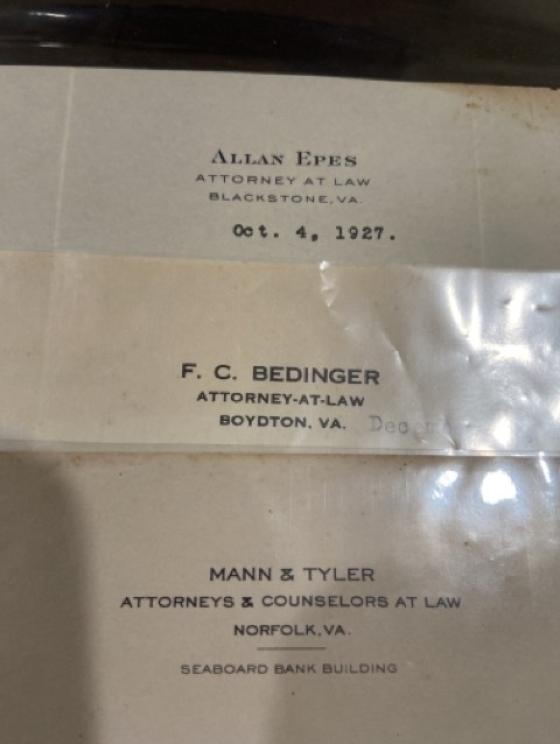 ALLAN EPES
ATTORNEY AT LAW
BLACKSTONE, VA.
Oct. 4, 1927.
F. C. BEDINGER
ATTORNEY-AT-LAW
BOYDTON, VA.
MANN & TYLER
ATTORNEYS & COUNSELORS AT LAW
NORFOLK, VA.
SEABOARD BANK BUILDING